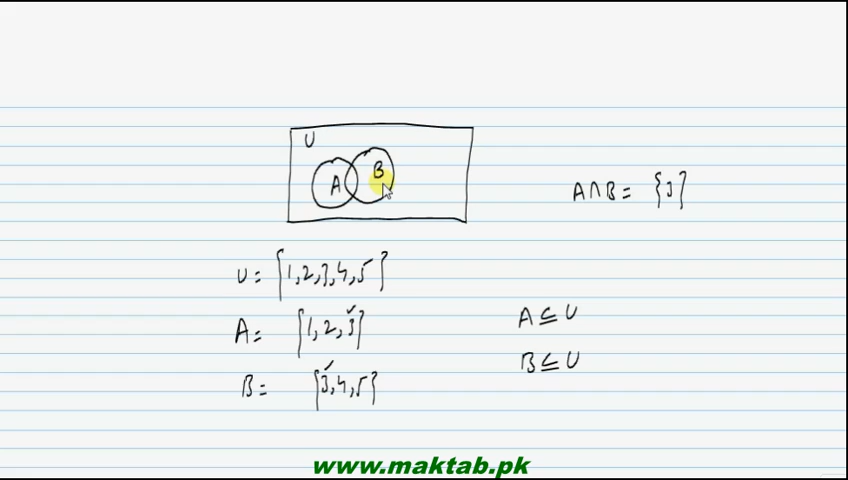 U
A
B
A∩B= {3}
U= {1,2,3,4,5}
A= {1,2,3}
A⊆U
B⊆U
B= {3,4,5}
www.maktab.pk